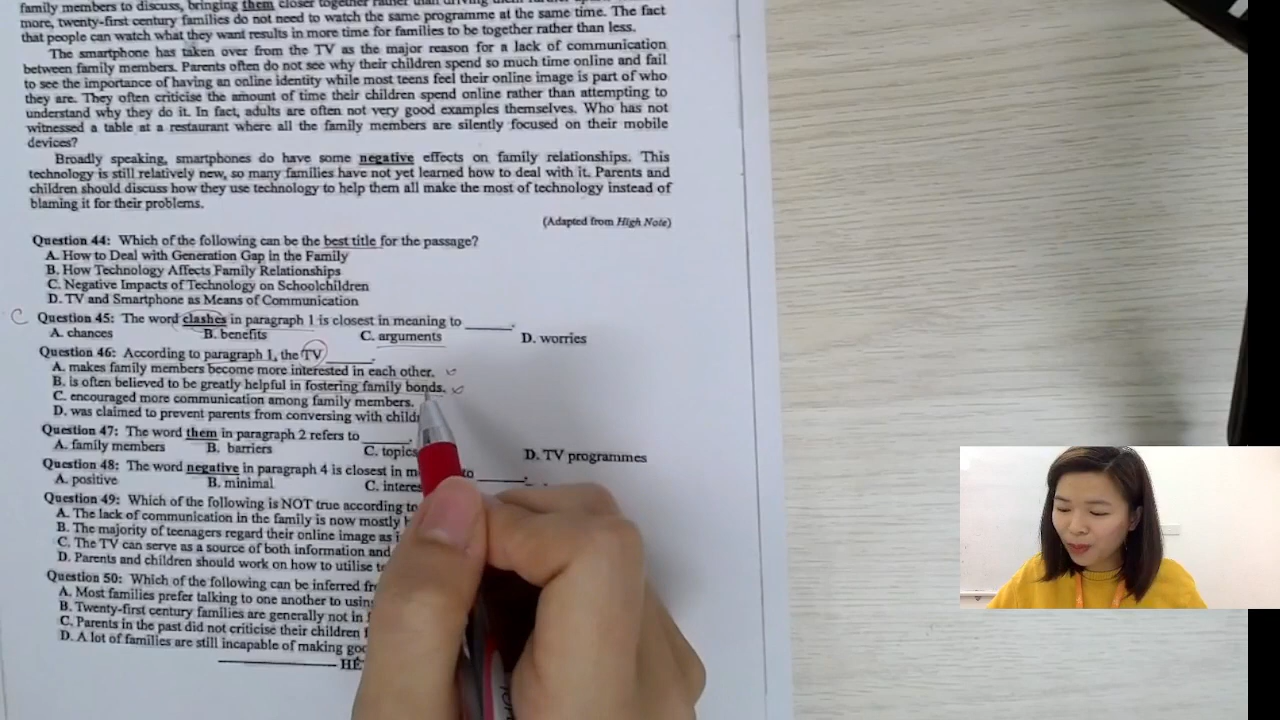 family members to discuss, bringing them closer together rather than driving them further
more, twenty-first century families do not need to watch the same programme at the same time. The fact
that people can watch what they want results in more time for families to be together rather than less.
The smartphone has taken over from the TV as the major reason for a lack of communication
between family members. Parents often do not see why their children spend so much time online and fail
to see the importance of having an online identity while most teens feel their online image is part of who
they are. They often criticise the amount of time their children spend online rather than attempting to
understand why they do it. In fact, adults are often not very good examples themselves. Who has not
witnessed a table at a restaurant where all the family members are silently focused on their mobile
devices?
Broadly speaking, smartphones do have some negative effects on family relationships. This
technology is still relatively new, so many families have not yet learned how to deal with it. Parents and
children should discuss how they use technology to help them all make the most of technology instead of
blaming it for their problems.
(Adapted from High Note)
Question 44: Which of the following can be the best title for the passage?
A. How to Deal with Generation Gap in the Family
B. How Technology Affects Family Relationships
C. Negative Impacts of Technology on Schoolchildren
D. TV and Smartphone as Means of Communication
C Question 45: The word clashes in paragraph 1 is closest in meaning to ______.
A. chances B. benefits C. arguments D. worries
Question 46: According to paragraph 1, the TV ______.
A. makes family members become more interested in each other.
B. is often believed to be greatly helpful in fostering family bonds.
C. encouraged more communication among family members.
D. was claimed to prevent parents from conversing with
Question 47: The word them in paragraph 2 refers to ______.
A. family members B. barriers C. topics D. TV programmes
Question 48: The word negative in paragraph 4 is closest in to ______.
A. positive B. minimal C.
Question 49: Which of the following is NOT true according to
A. The lack of communication in the family is now mostly
B. The majority of teenagers regard their online image as
C. The TV can serve as a source of both information and
D. Parents and children should work on how to utilise
Question 50: Which of the following can be inferred
A. Most families prefer talking to one another to
B. Twenty-first century families are generally not in
C. Parents in the past did not criticise their children
D. A lot of families are still incapable of making